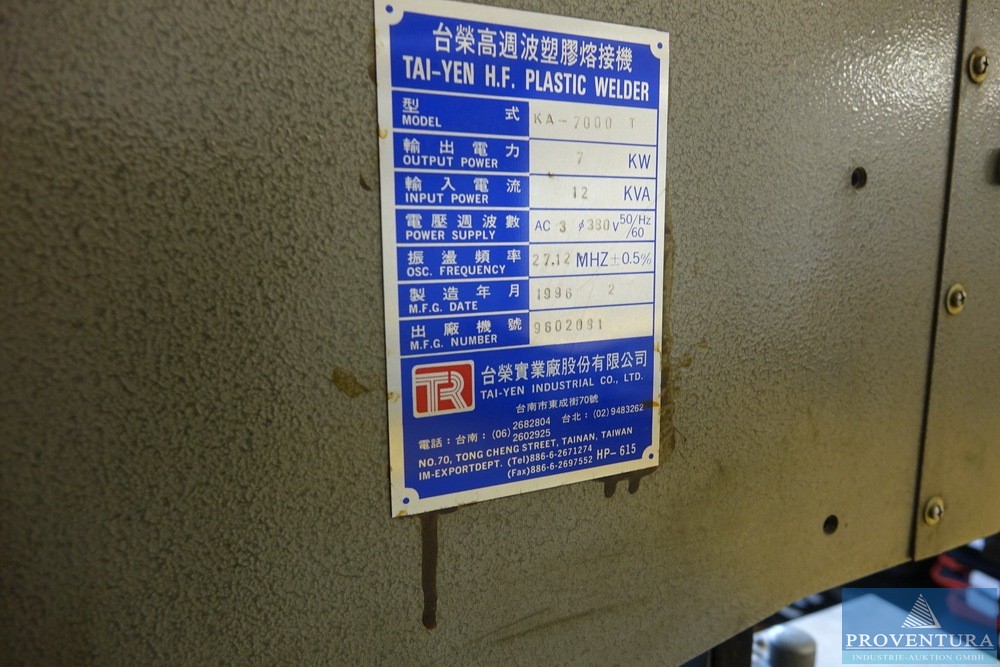 台榮高週波塑膠熔接機
TAI-YEN H.F. PLASTIC WELDER
型 式 KA-7000 T
MODEL
輸出電力 7 KW
OUTPUT POWER
輸入電流 12 KVA
INPUT POWER
電壓週波數 AC 3 ∮380V 50/60 Hz
POWER SUPPLY
振盪頻率 27.12 MHZ±0.5%
OSC. FREQUENCY
製造年月 1996 2
M.F.G. DATE
出廠機號 9602091
M.F.G. NUMBER
TR
台榮實業廠股份有限公司
TAI-YEN INDUSTRIAL CO., LTD.
台南市東成街70號
電話：台南：(06) 2682804 台北：(02)9483262
2602925
NO.70, TONG CHENG STREET, TAINAN, TAIWAN
IM-EXPORTDEPT. (Tel)886-6-2671274 HP-615
(Fax)886-6-2697552
PROVENTURA
INDUSTRIE-AUKTION GMBH